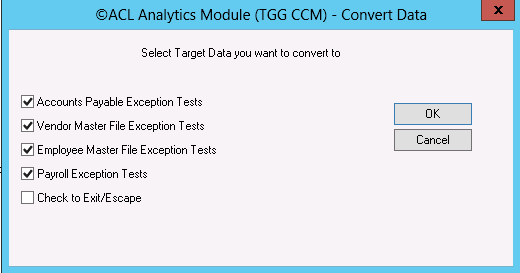 ©ACL Analytics Module (TGG CCM) - Convert Data
x
Select Target Data you want to convert to
Accounts Payable Exception Tests
OK
Vendor Master File Exception Tests
Cancel
Employee Master File Exception Tests
Payroll Exception Tests
Check to Exit/Escape